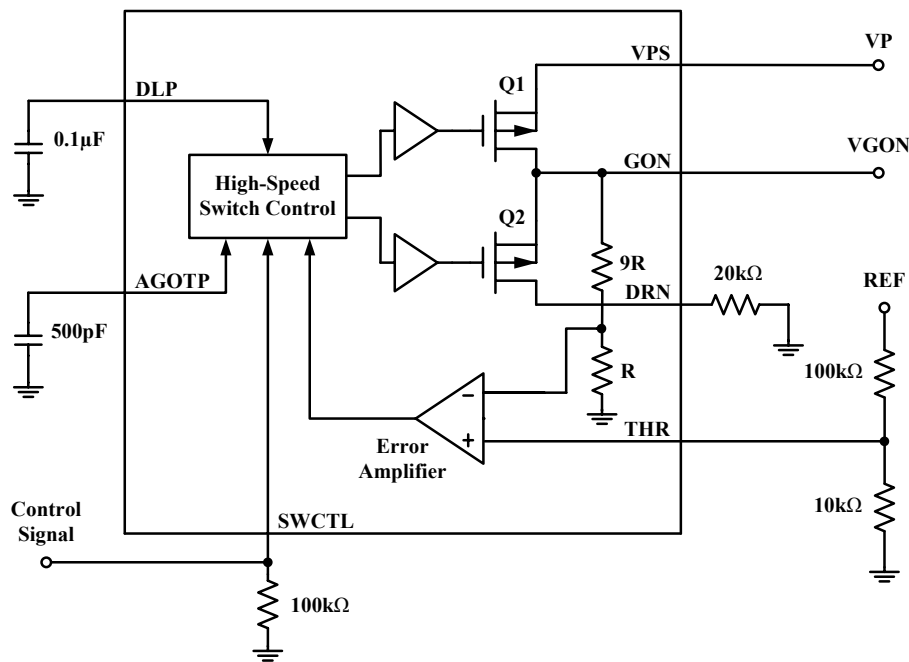 VP
VPS
Q1
DLP
0.1μF
VGON
GON
High-Speed
Switch Control
Q2
9R
20kΩ
DRN
REF
AGOTP
500pF
R
100kΩ
−
+
THR
Error
Amplifier
10kΩ
Control
Signal
SWCTL
100kΩ